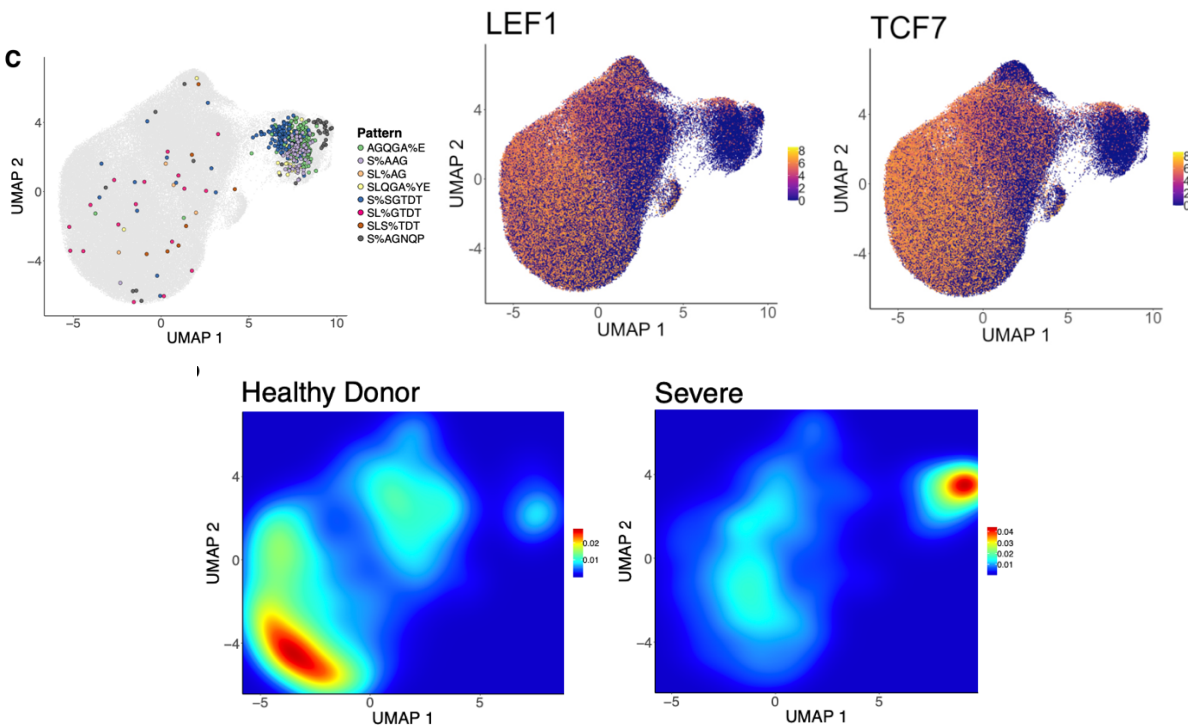 c
LEF1
TCF7
4
0
−4
UMAP 2
−5
0
5
10
UMAP 1
Pattern
AGQGA%E
S%AAG
SL%AG
SLQGA%YE
S%SGTDT
SL%GTDT
SLS%TDT
S%AGNQP
4
0
-4
UMAP 2
-5
0
5
10
UMAP 1
8
6
4
2
0
4
0
-4
UMAP 2
-5
0
5
10
UMAP 1
Healthy Donor
4
0
−4
UMAP 2
−5
0
5
UMAP 1
0.02
0.01
Severe
4
0
−4
UMAP 2
−5
0
5
UMAP 1
0.04
0.03
0.02
0.01